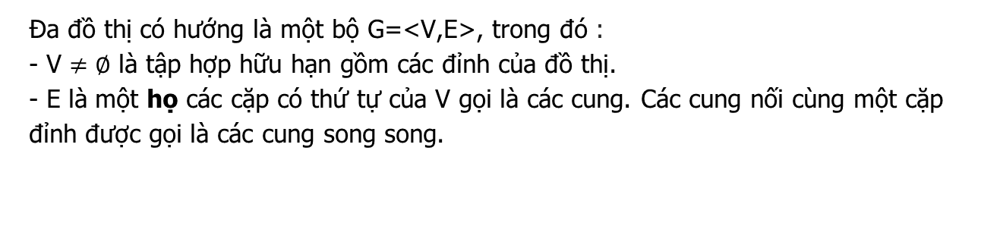 Đa đồ thị có hướng là một bộ G=<V,E>, trong đó :
- V ≠ ∅ là tập hợp hữu hạn gồm các đỉnh của đồ thị.
- E là một họ các cặp có thứ tự của V gọi là các cung. Các cung nối cùng một cặp
đỉnh được gọi là các cung song song.